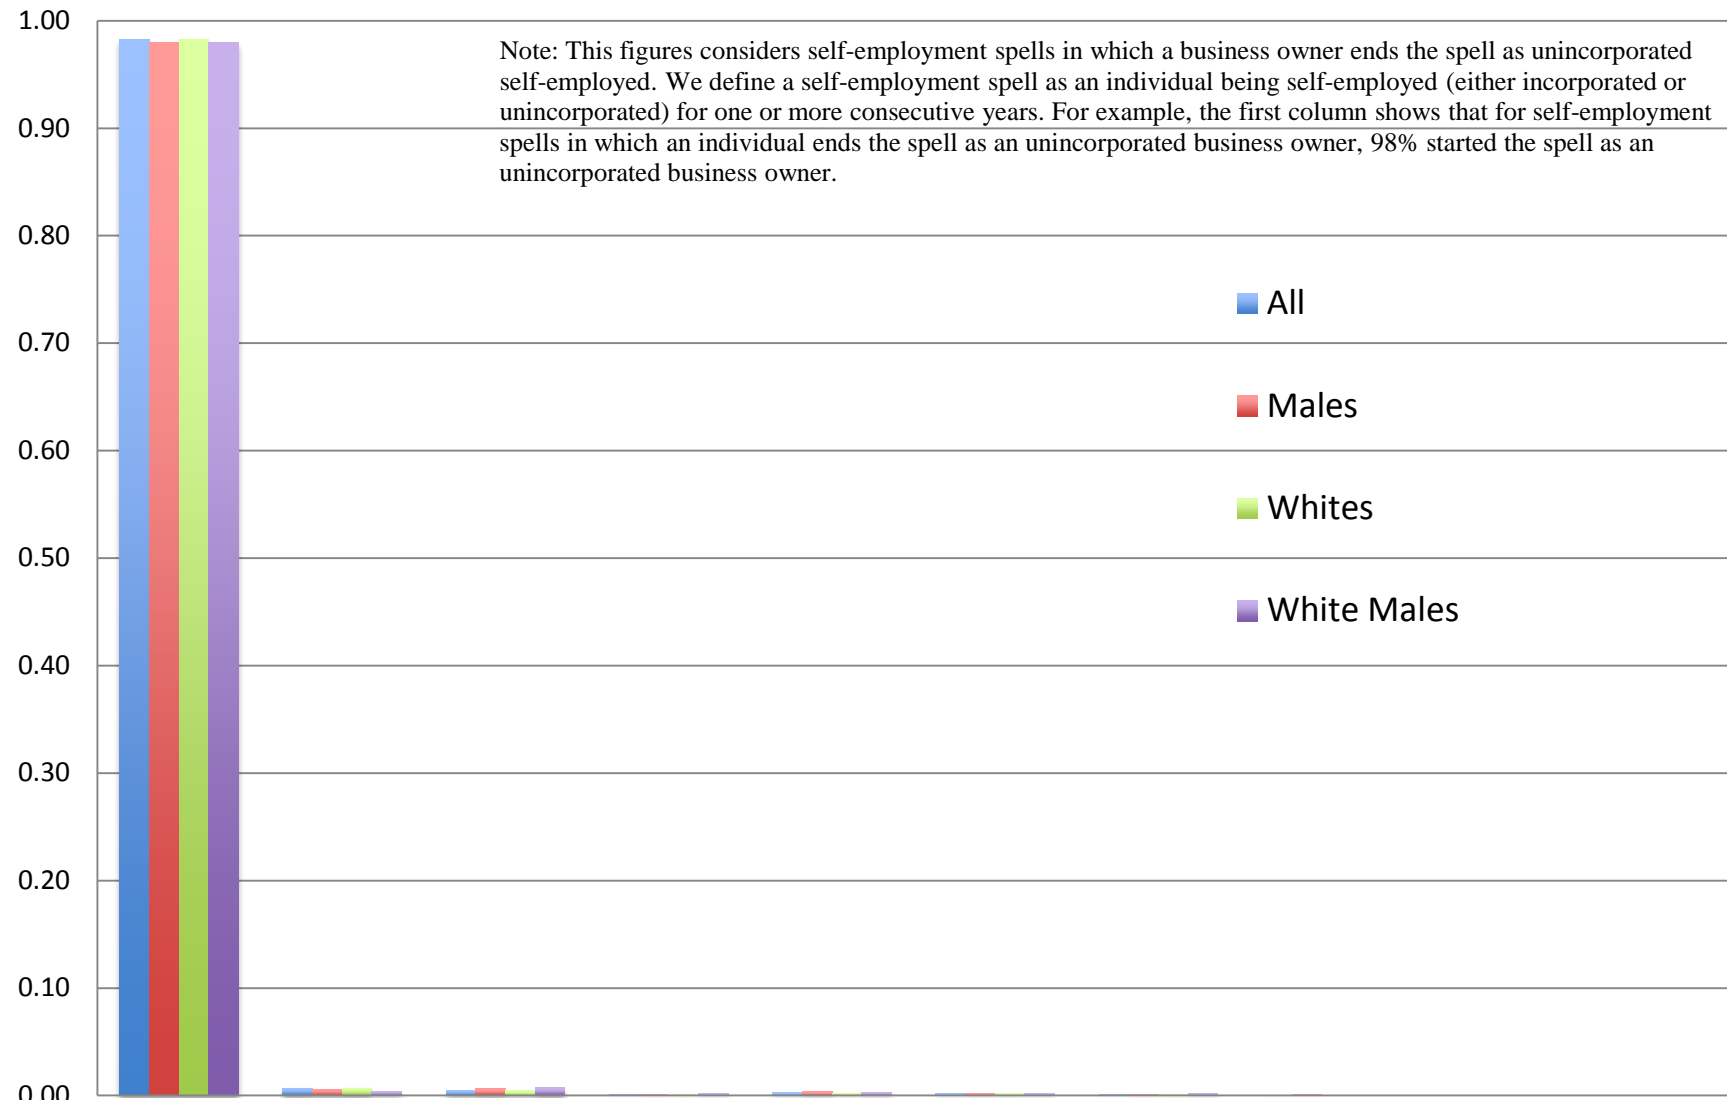 1.00
Note: This figures considers self-employment spells in which a business owner ends the spell as unincorporated
self-employed. We define a self-employment spell as an individual being self-employed (either incorporated or
unincorporated) for one or more consecutive years. For example, the first column shows that for self-employment
spells in which an individual ends the spell as an unincorporated business owner, 98% started the spell as an
unincorporated business owner.
0.90
0.80
All
0.70
Males
0.60
Whites
0.50
White Males
0.40
0.30
0.20
0.10
0.00